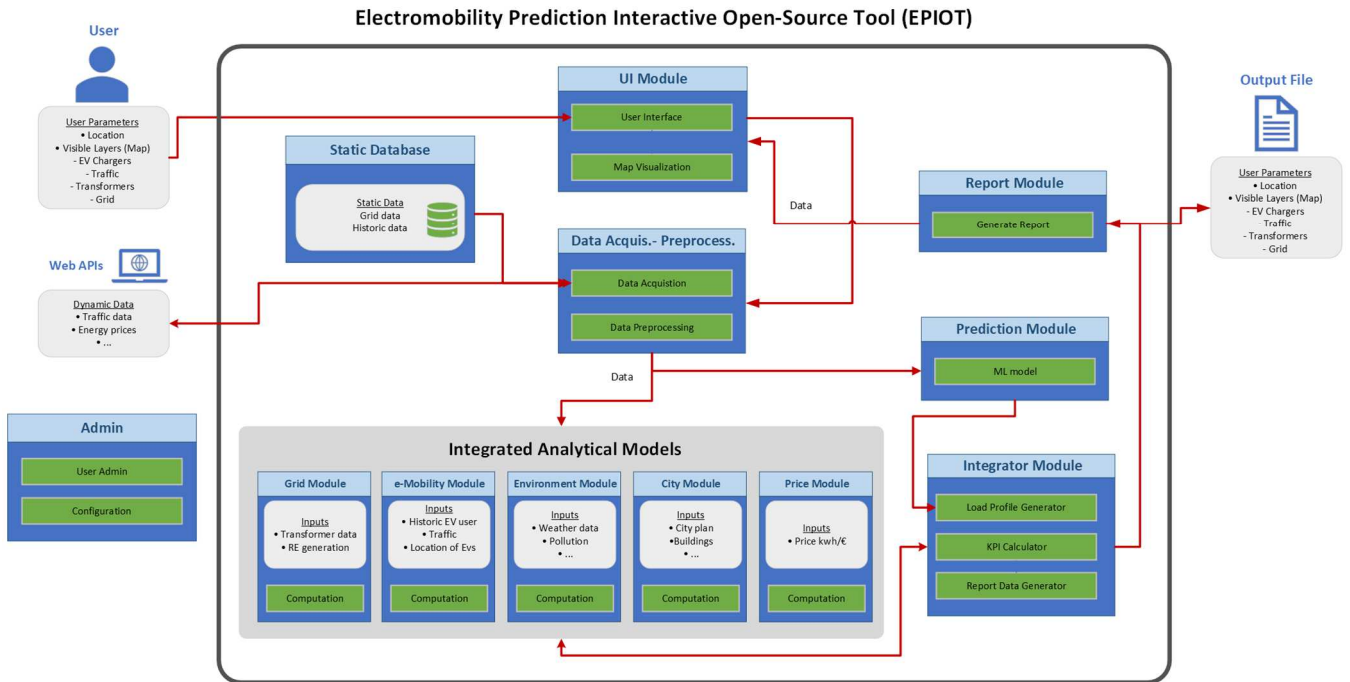 Electromobility Prediction Interactive Open-Source Tool (EPIOT)
User
User Parameters
• Location
• Visible Layers (Map)
- EV Chargers
- Traffic
- Transformers
- Grid
Web APIs
Dynamic Data
• Traffic data
• Energy prices
• ...
Admin
User Admin
Configuration
Static Database
Static Data
Grid data
Historic data
UI Module
User Interface
Map Visualization
Data
Data Acquis.- Preprocess.
Data Acquistion
Data Preprocessing
Data
Report Module
Generate Report
Output File
User Parameters
• Location
• Visible Layers (Map)
- EV Chargers
Traffic
- Transformers
- Grid
Prediction Module
ML model
Integrated Analytical Models
Grid Module
Inputs
• Transformer data
• RE generation
Computation
e-Mobility Module
Inputs
• Historic EV user
• Traffic
• Location of Evs
Computation
Environment Module
Inputs
• Weather data
• Pollution
• ...
Computation
City Module
Inputs
• City plan
•Buildings
• ...
Computation
Price Module
Inputs
• Price kwh/€
Computation
Integrator Module
Load Profile Generator
KPI Calculator
Report Data Generator